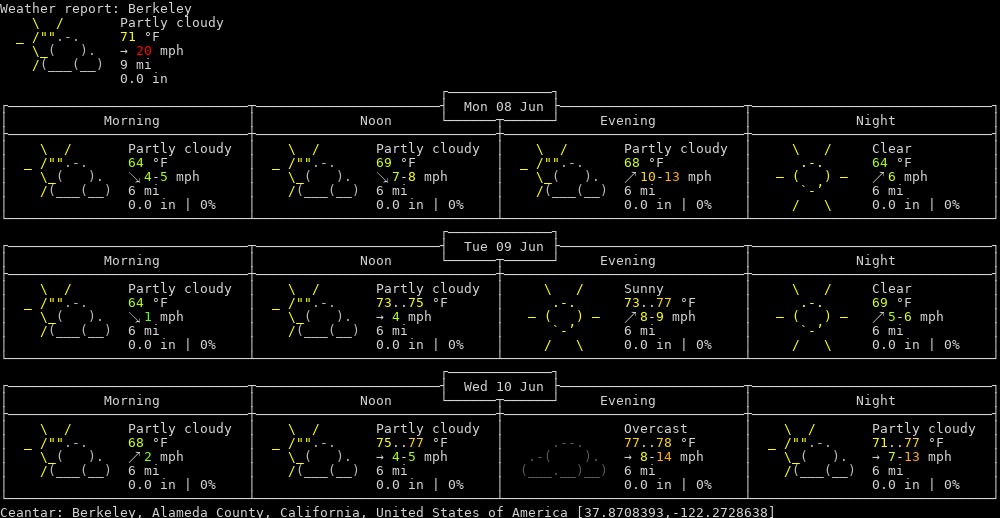 Weather report: Berkeley
Partly cloudy
71 °F
→ 20 mph
9 mi
0.0 in
Mon 08 Jun
Morning Noon Evening Night
Partly cloudy Partly cloudy Partly cloudy Clear
64 °F 69 °F 68 °F 64 °F
↘ 4-5 mph ↘ 7-8 mph ↗ 10-13 mph ↗ 6 mph
6 mi 6 mi 6 mi 6 mi
0.0 in | 0% 0.0 in | 0% 0.0 in | 0% 0.0 in | 0%
Tue 09 Jun
Morning Noon Evening Night
Partly cloudy Partly cloudy Sunny Clear
64 °F 73..75 °F 73..77 °F 69 °F
↘ 1 mph → 4 mph ↗ 8-9 mph ↗ 5-6 mph
6 mi 6 mi 6 mi 6 mi
0.0 in | 0% 0.0 in | 0% 0.0 in | 0% 0.0 in | 0%
Wed 10 Jun
Morning Noon Evening Night
Partly cloudy Partly cloudy Overcast Partly cloudy
68 °F 75..77 °F 77..78 °F 71..77 °F
↗ 2 mph → 4-5 mph → 8-14 mph → 7-13 mph
6 mi 6 mi 6 mi 6 mi
0.0 in | 0% 0.0 in | 0% 0.0 in | 0% 0.0 in | 0%
Ceantar: Berkeley, Alameda County, California, United States of America [37.8708393,-122.2728638]